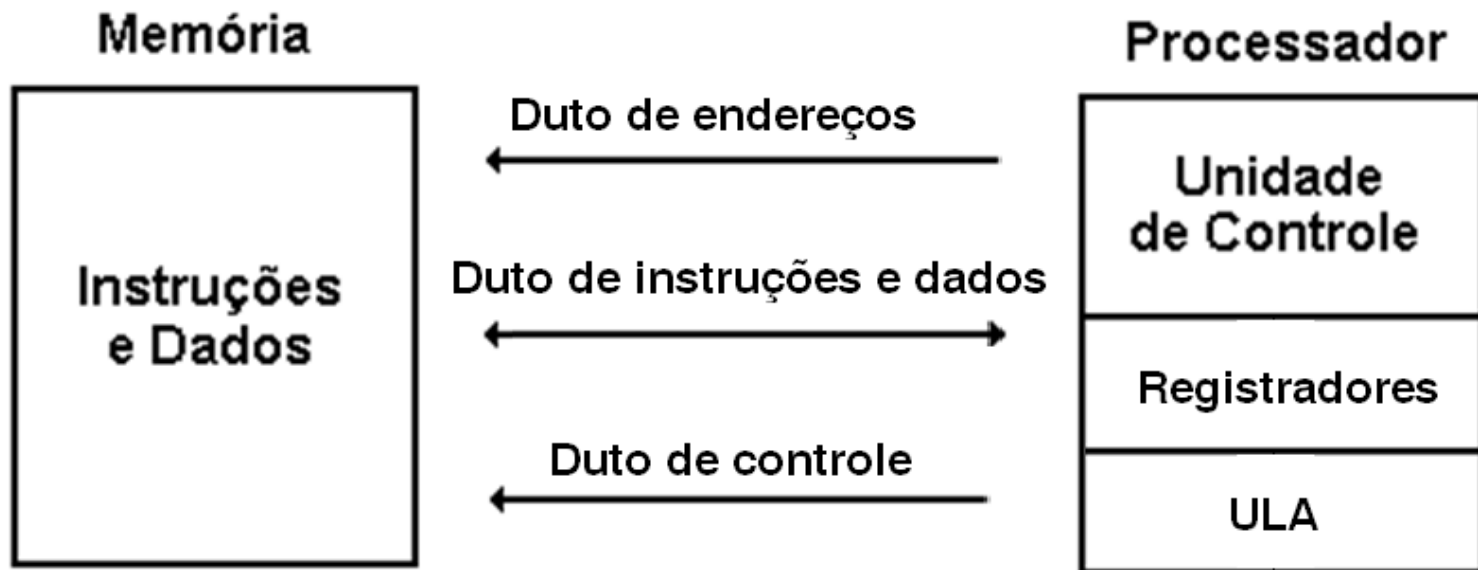 Memória
Instruções
e Dados
Duto de endereços
Duto de instruções e dados
Duto de controle
Processador
Unidade
de Controle
Registradores
ULA